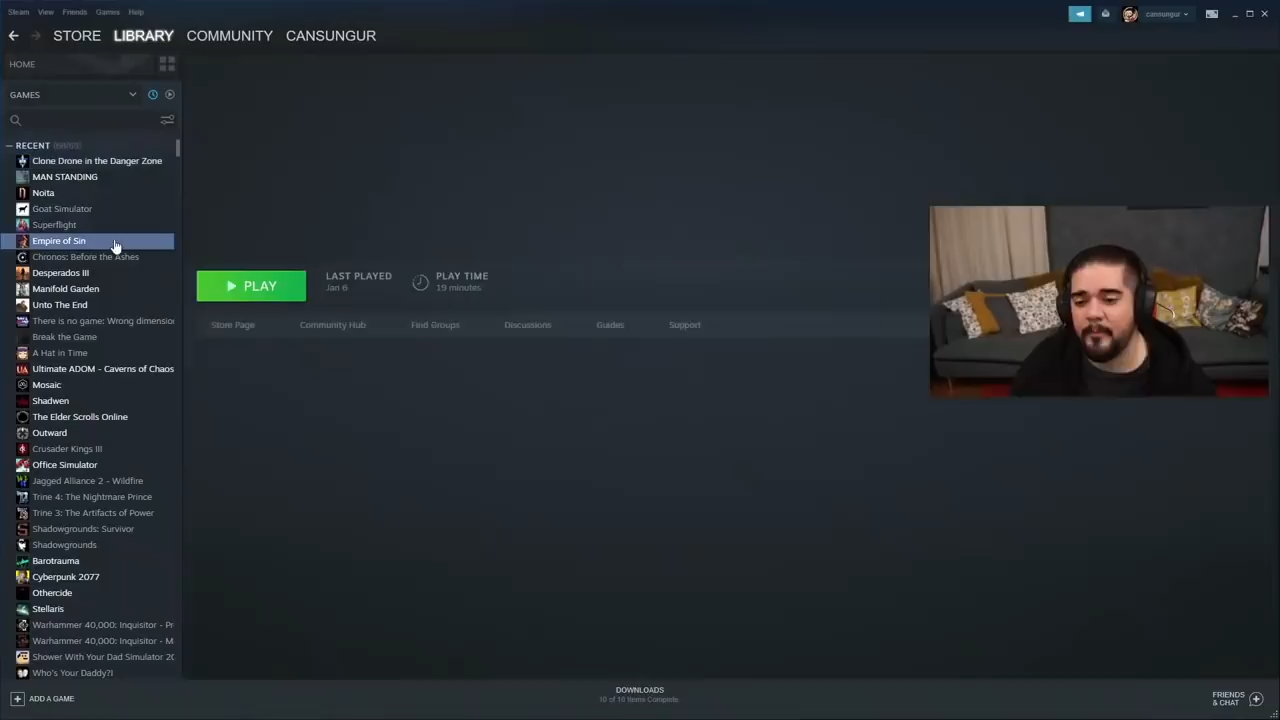 Steam View Friends Games Help
cansungur
STORE LIBRARY COMMUNITY CANSUNGUR
HOME
GAMES
RECENT
Clone Drone in the Danger Zone
MAN STANDING
Noita
Goat Simulator
Superflight
Empire of Sin
Chronos: Before the Ashes
Desperados III
Manifold Garden
Unto The End
There is no game: Wrong dimensior
Break the Game
A Hat in Time
Ultimate ADOM - Caverns of Chaos
Mosaic
Shadwen
The Elder Scrolls Online
Outward
Crusader Kings III
Office Simulator
Jagged Alliance 2 - Wildfire
Trine 4: The Nightmare Prince
Trine 3: The Artifacts of Power
Shadowgrounds: Survivor
Shadowgrounds
Barotrauma
Cyberpunk 2077
Othercide
Stellaris
Warhammer 40,000: Inquisitor - Pr
Warhammer 40,000: Inquisitor - M
Shower With Your Dad Simulator 20
Who's Your Daddy?!
ADD A GAME
PLAY
LAST PLAYED
Jan 6
PLAY TIME
19 minutes
Store Page Community Hub Find Groups Discussions Guides Support
DOWNLOADS
Items Complete
FRIENDS
& CHAT